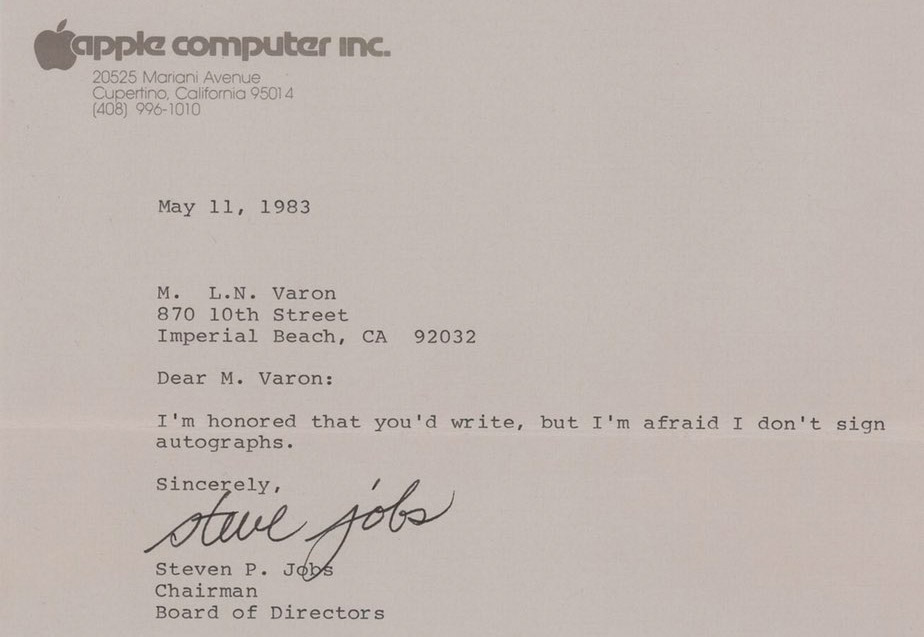 apple computer inc.
20525 Mariani Avenue
Cupertino, California 95014
(408) 996-1010
May 11, 1983
M.  L.N. Varon
870 10th Street
Imperial Beach, CA  92032
Dear M. Varon:
I'm honored that you'd write, but I'm afraid I don't sign
autographs.
Sincerely,
steve jobs
Steven P. Jobs
Chairman
Board of Directors